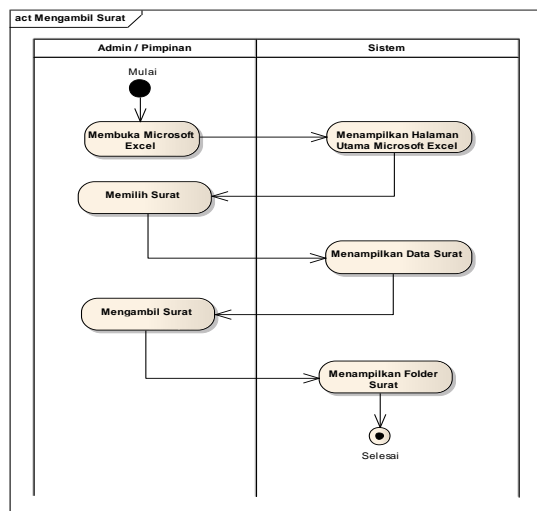 act Mengambil Surat
Admin / Pimpinan
Sistem
Mulai
Membuka Microsoft
Excel
Menampilkan Halaman
Utama Microsoft Excel
Memilih Surat
Menampilkan Data Surat
Mengambil Surat
Menampilkan Folder
Surat
Selesai